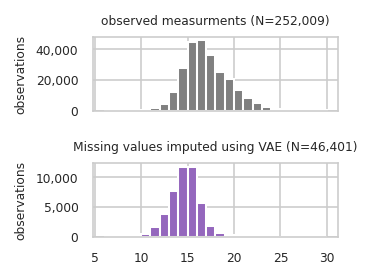 observed measurments (N=252,009)
40,000
20,000
0
observations
Missing values imputed using VAE (N=46,401)
10,000
5,000
0
observations
5 10 15 20 25 30